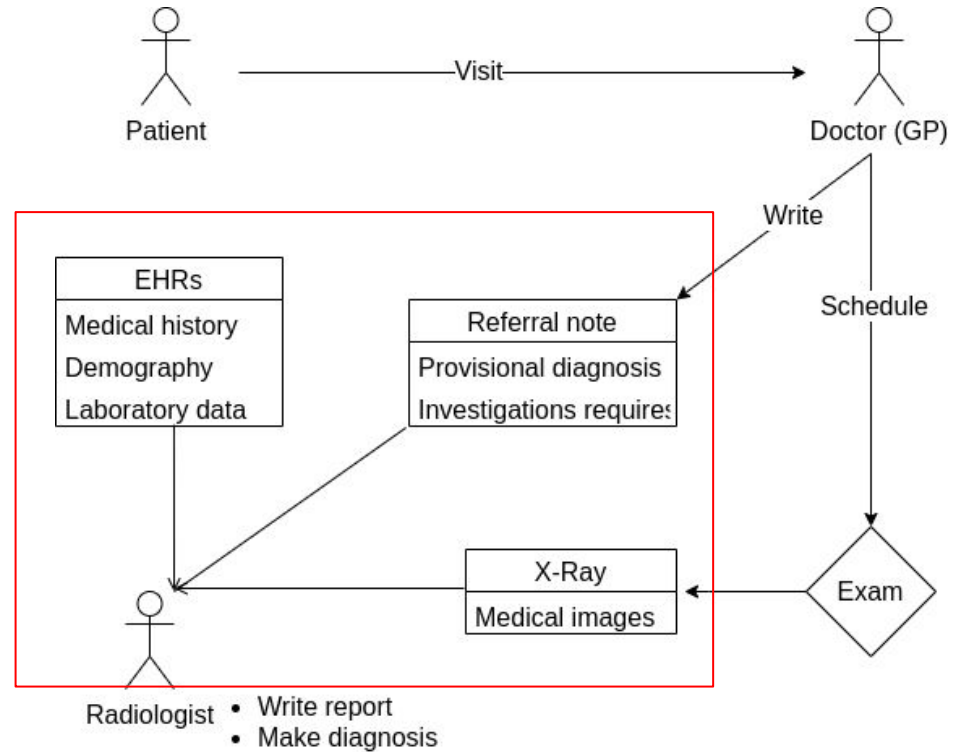 Visit
Patient
Doctor (GP)
Write
EHRs
Medical history
Demography
Laboratory data
Referral note
Provisional diagnosis
Investigations requires
Schedule
X-Ray
Medical images
Exam
Radiologist
• Write report
• Make diagnosis